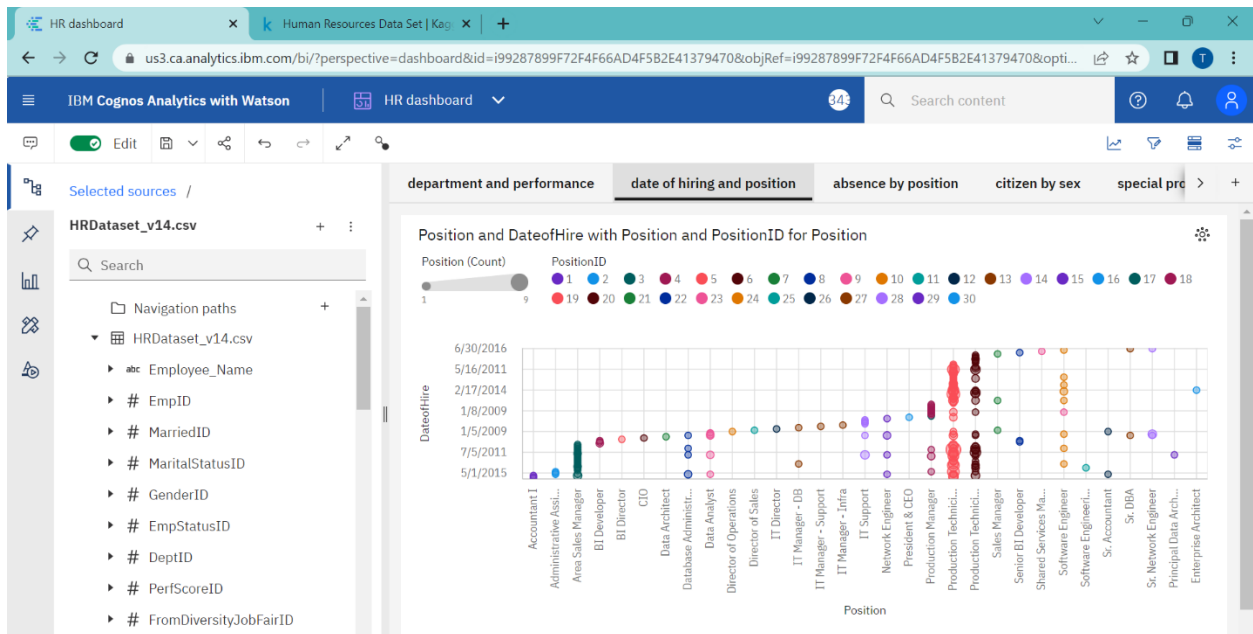 HR dashboard
Human Resources Data Set | Kag
us3.ca.analytics.ibm.com/bi/?perspective=dashboard&id=i99287899F72F4F66AD4F5B2E41379470&objRef=i99287899F72F4F66AD4F5B2E41379470&opti...
T
IBM Cognos Analytics with Watson
HR dashboard
343
Search content
Edit
Selected sources /
HRDataset_v14.csv
Search
Navigation paths
HRDataset_v14.csv
abc Employee_Name
# EmpID
# MarriedID
# MaritalStatusID
# GenderID
# EmpStatusID
# DeptID
# PerfScoreID
# FromDiversityJobFairID
department and performance
date of hiring and position
absence by position
citizen by sex
special pro
Position and DateofHire with Position and PositionID for Position
Position (Count)
1 9
PositionID
1 2 3 4 5 6 7 8 9 10 11 12 13 14 15 16 17 18
19 20 21 22 23 24 25 26 27 28 29 30
DateofHire
6/30/2016
5/16/2011
2/17/2014
1/8/2009
1/5/2009
7/5/2011
5/1/2015
Accountant I
Administrative Assi...
Area Sales Manager
BI Developer
BI Director
CIO
Data Architect
Database Administr...
Data Analyst
Director of Operations
Director of Sales
IT Director
IT Manager - DB
IT Manager - Support
IT Manager - Infra
IT Support
Network Engineer
President & CEO
Production Manager
Production Technici...
Production Technici...
Sales Manager
Senior BI Developer
Shared Services Ma...
Software Engineer
Software Engineeri...
Sr. Accountant
Sr. DBA
Sr. Network Engineer
Principal Data Arch...
Enterprise Architect
Position